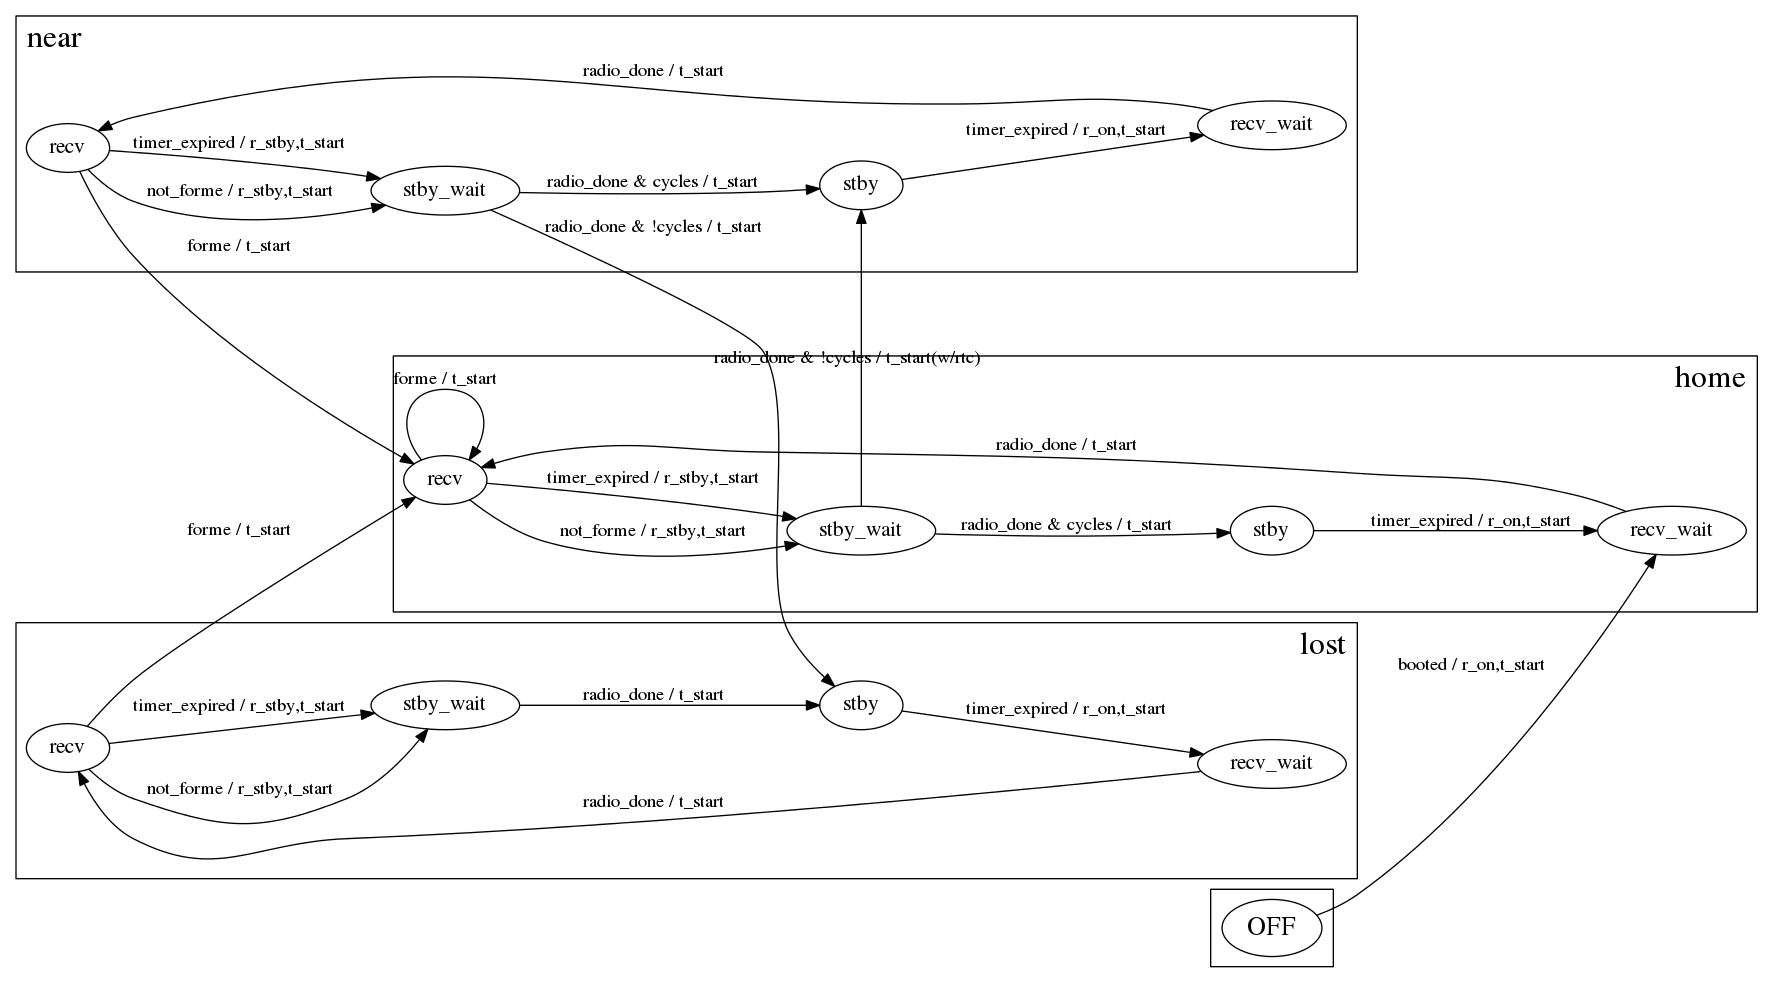 near
radio_done / t_start
recv_wait
recv
timer_expired / r_stby,t_start
timer_expired / r_on,t_start
not_forme / r_stby,t_start
stby_wait
radio_done & cycles / t_start
stby
radio_done & !cycles / t_start
forme / t_start
radio_done & !cycles / t_start(w/rtc)
home
forme / t_start
radio_done / t_start
recv
timer_expired / r_stby,t_start
not_forme / r_stby,t_start
stby_wait
radio_done & cycles / t_start
stby
timer_expired / r_on,t_start
recv_wait
forme / t_start
lost
booted / r_on,t_start
timer_expired / r_stby,t_start
stby_wait
radio_done / t_start
stby
timer_expired / r_on,t_start
recv
recv_wait
not_forme / r_stby,t_start
radio_done / t_start
OFF